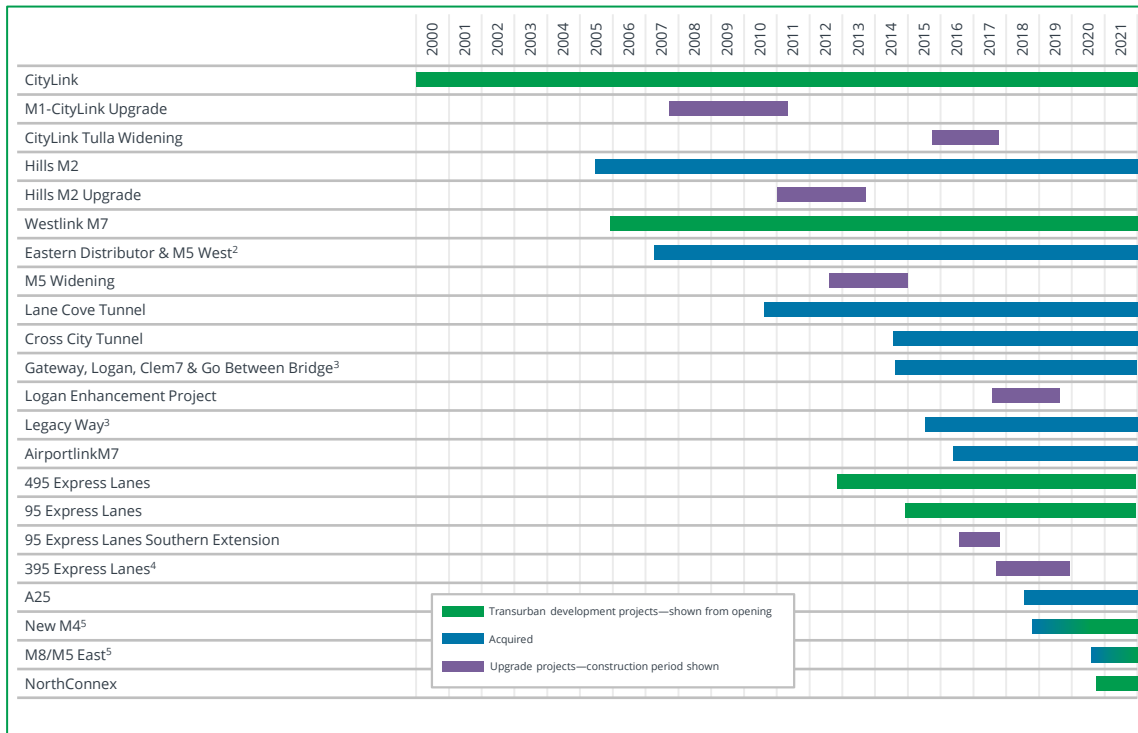 2000 2001 2002 2003 2004 2005 2006 2007 2008 2009 2010 2011 2012 2013 2014 2015 2016 2017 2018 2019 2020 2021
CityLink
M1-CityLink Upgrade
CityLink Tulla Widening
Hills M2
Hills M2 Upgrade
Westlink M7
Eastern Distributor & M5 West²
M5 Widening
Lane Cove Tunnel
Cross City Tunnel
Gateway, Logan, Clem7 & Go Between Bridge³
Logan Enhancement Project
Legacy Way³
AirportlinkM7
495 Express Lanes
95 Express Lanes
95 Express Lanes Southern Extension
395 Express Lanes⁴
A25
New M4⁵
M8/M5 East⁵
NorthConnex
Transurban development projects—shown from opening
Acquired
Upgrade projects—construction period shown